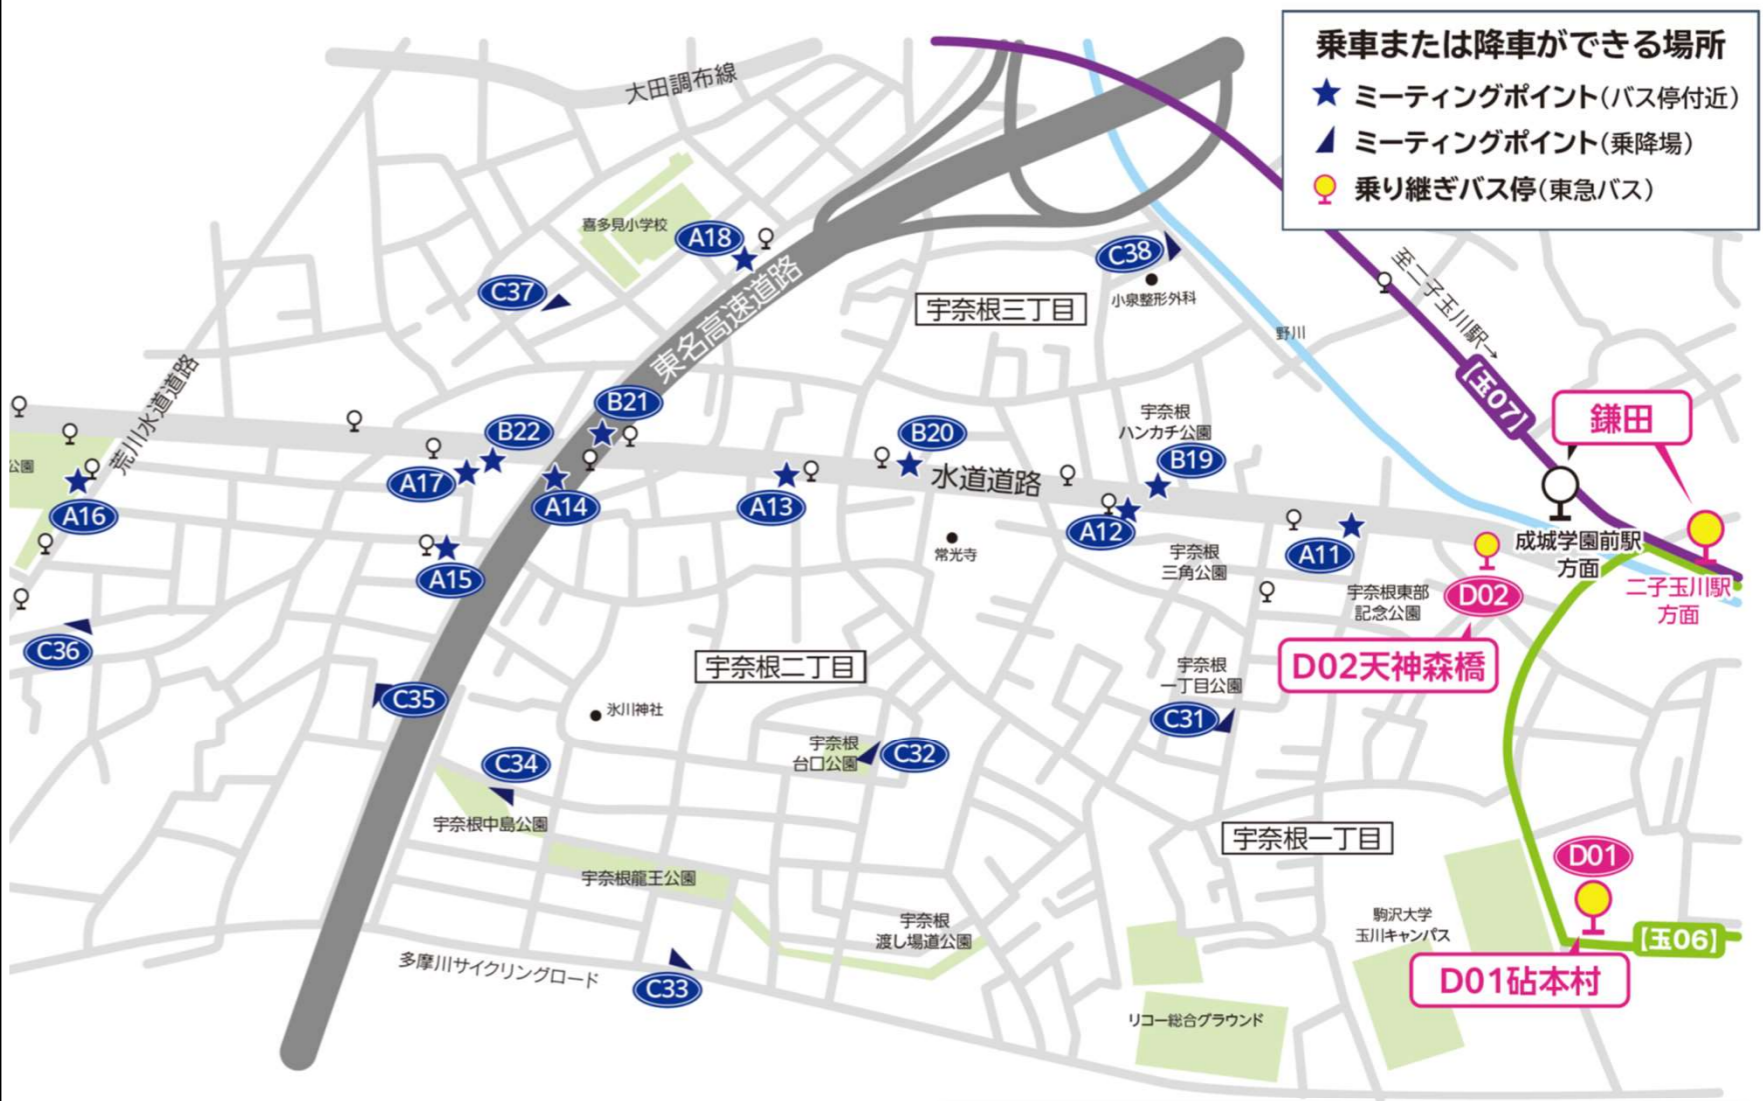 乗車または降車ができる場所
ミーティングポイント(バス停付近)
ミーティングポイント(乗降場)
乗り継ぎバス停(東急バス)
大田調布線
喜多見小学校
A18
C37
東名高速道路
C38
小泉整形外科
宇奈根三丁目
野川
至二子玉川駅→
【玉07】
鎌田
荒川水道道路
公園
A16
B21
B22
A17
A14
A15
A13
B20
水道道路
宇奈根
ハンカチ公園
B19
A12
常光寺
宇奈根
三角公園
A11
成城学園前駅
方面
二子玉川駅
方面
宇奈根東部
記念公園
D02
D02天神森橋
C36
C35
宇奈根二丁目
氷川神社
宇奈根
一丁目公園
C31
宇奈根
台口公園
C32
C34
宇奈根中島公園
宇奈根龍王公園
宇奈根一丁目
D01
駒沢大学
玉川キャンパス
【玉06】
D01砧本村
宇奈根
渡し場道公園
多摩川サイクリングロード
C33
リコー総合グラウンド